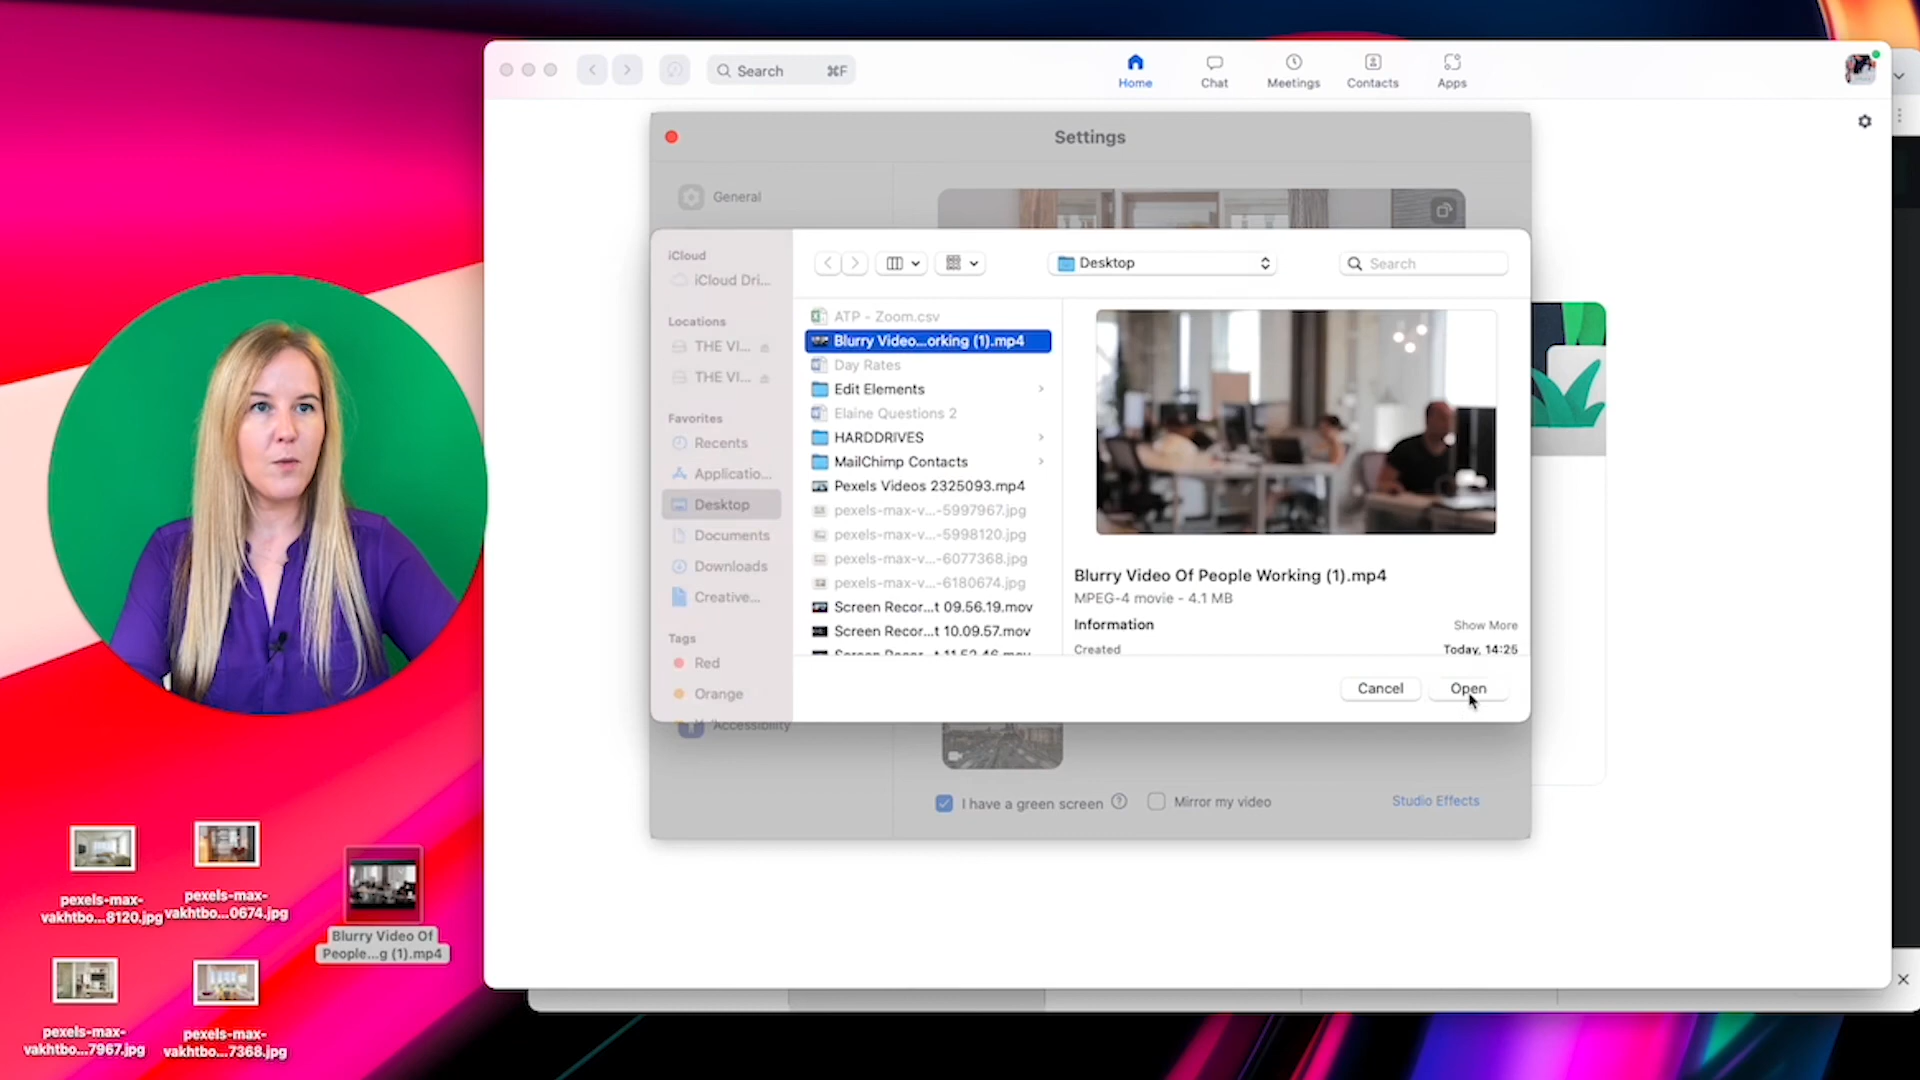 Search ⌘F
Home
Chat
Meetings
Contacts
Apps
Settings
General
iCloud
iCloud Dri...
Locations
THE VI...
THE VI...
Favorites
Recents
Applicatio...
Desktop
Documents
Downloads
Creative...
Tags
Red
Orange
Accessibility
Desktop
Search
ATP - Zoom.csv
Blurry Video...orking (1).mp4
Day Rates
Edit Elements
Elaine Questions 2
HARDDRIVES
MailChimp Contacts
Pexels Videos 2325093.mp4
pexels-max-v...-5997967.jpg
pexels-max-v...-5998120.jpg
pexels-max-v...-6077368.jpg
pexels-max-v...-6180674.jpg
Screen Recor...t 09.56.19.mov
Screen Recor...t 10.09.57.mov
Screen Recor...t 11.52.46.mov
Blurry Video Of People Working (1).mp4
MPEG-4 movie - 4.1 MB
Information Show More
Created Today, 14:25
Cancel
Open
I have a green screen
Mirror my video
Studio Effects
pexels-max-
vakhtbo...8120.jpg
pexels-max-
vakhtbo...0674.jpg
Blurry Video Of
People...g (1).mp4
pexels-max-
vakhtbo...7967.jpg
pexels-max-
vakhtbo...7368.jpg